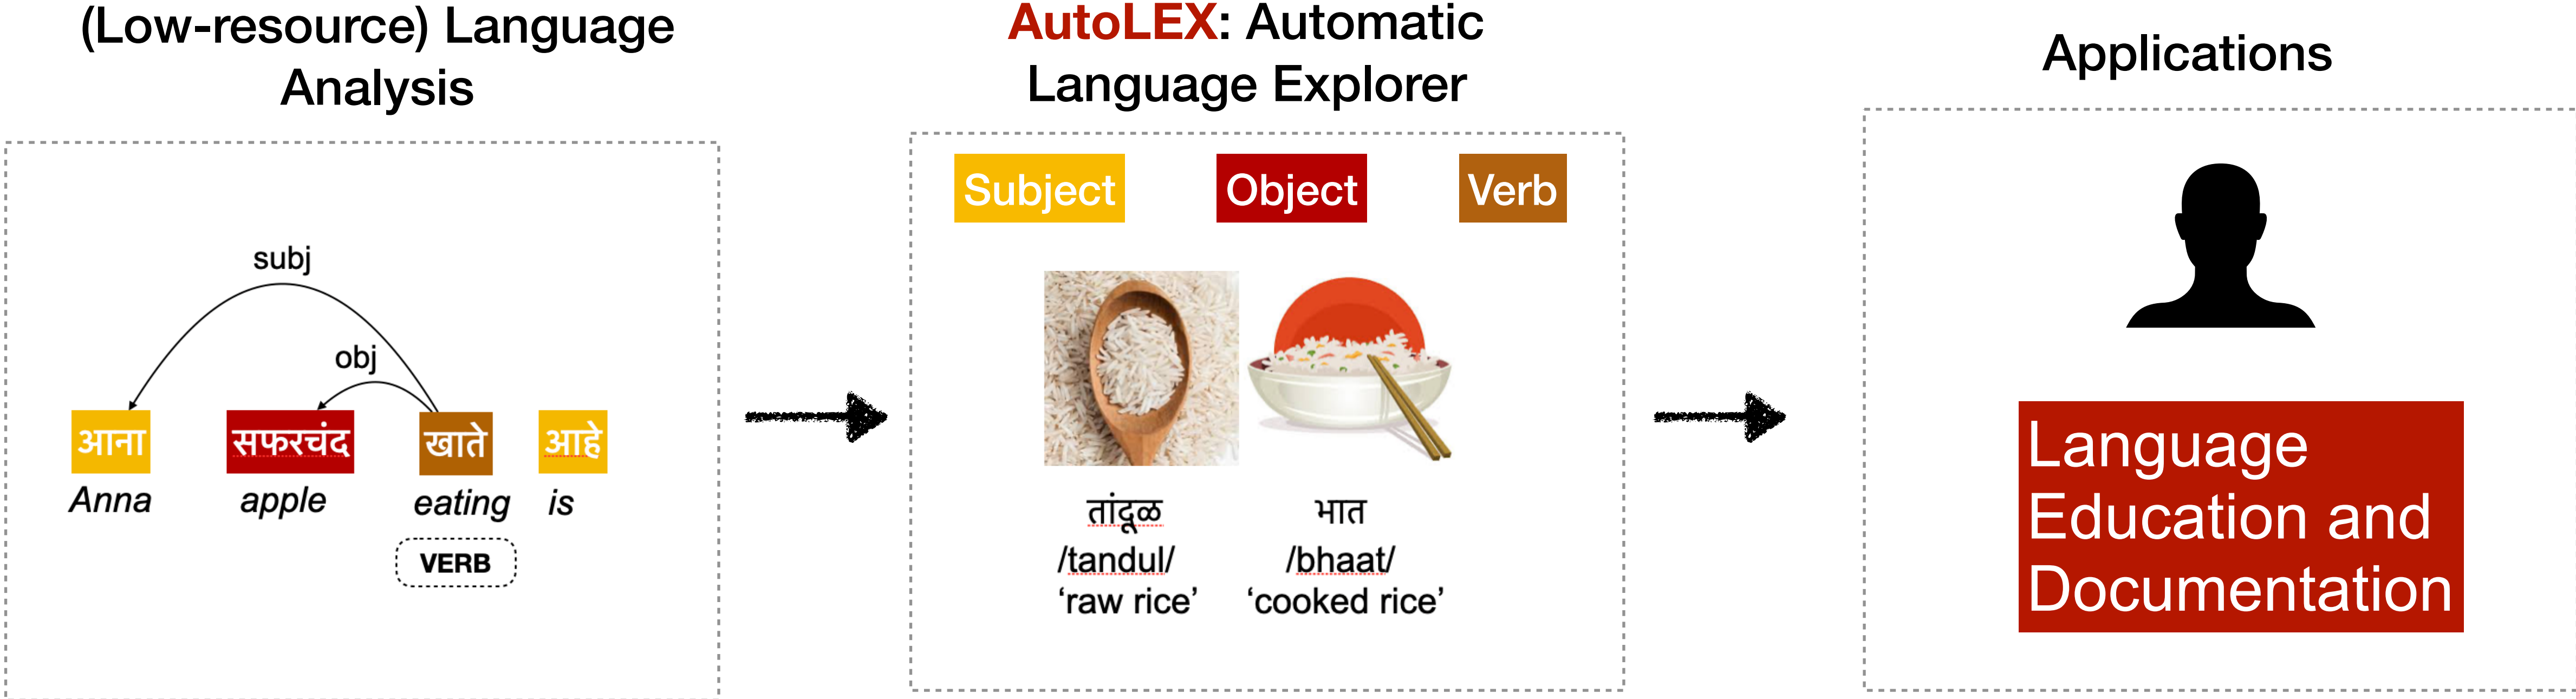 (Low-resource) Language
Analysis
subj
obj
आना सफरचंद खाते आहे
Anna apple eating is
VERB
AutoLEX: Automatic
Language Explorer
Subject Object Verb
तांदूळ भात
/tandul/ /bhaat/
‘raw rice’ ‘cooked rice’
Applications
Language
Education and
Documentation